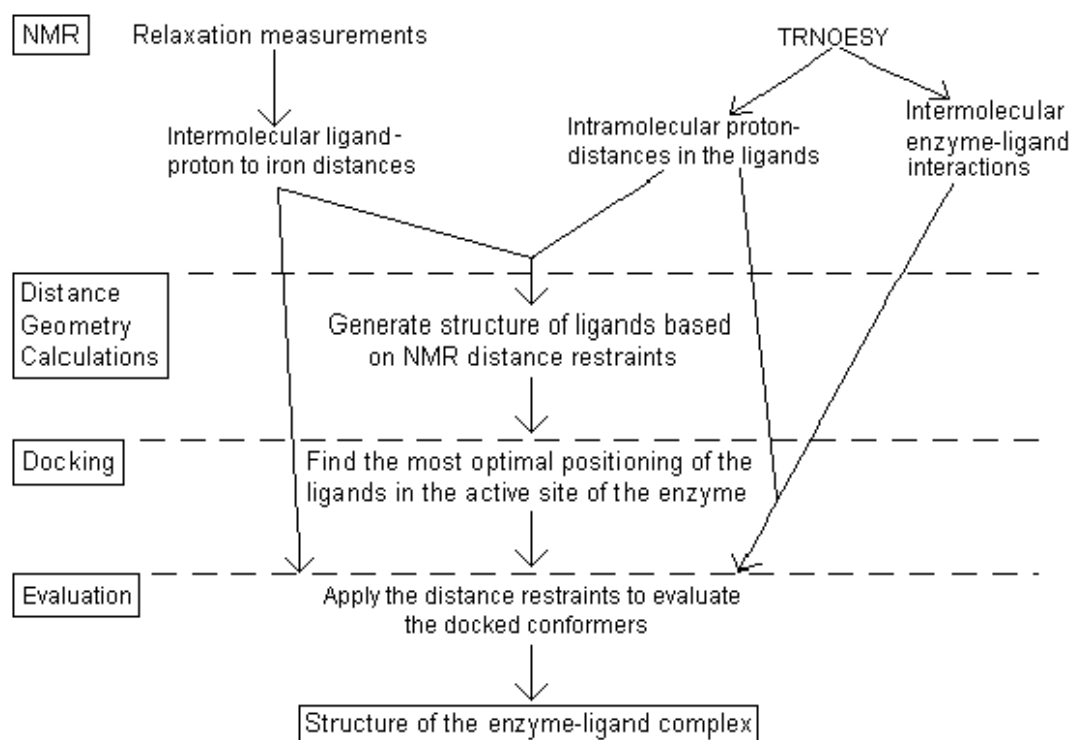 NMR
Relaxation measurements
TRNOESY
Intermolecular ligand-
proton to iron distances
Intramolecular proton-
distances in the ligands
Intermolecular
enzyme-ligand
interactions
Distance
Geometry
Calculations
Generate structure of ligands based
on NMR distance restraints
Docking
Find the most optimal positioning of the
ligands in the active site of the enzyme
Evaluation
Apply the distance restraints to evaluate
the docked conformers
Structure of the enzyme-ligand complex